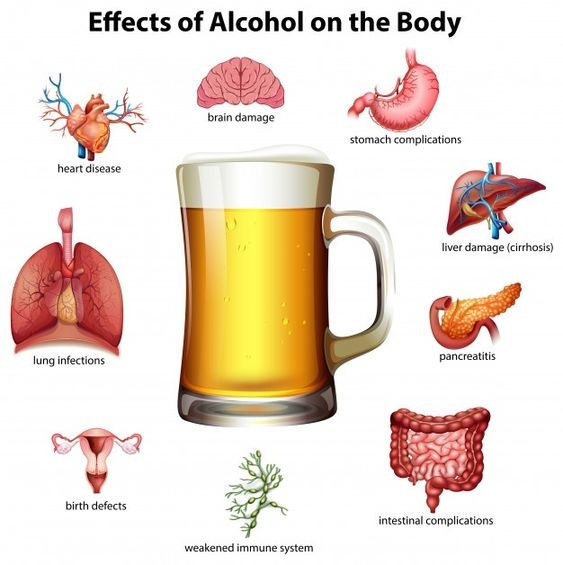 Effects of Alcohol on the Body
brain damage
stomach complications
heart disease
liver damage (cirrhosis)
lung infections
pancreatitis
birth defects
intestinal complications
weakened immune system